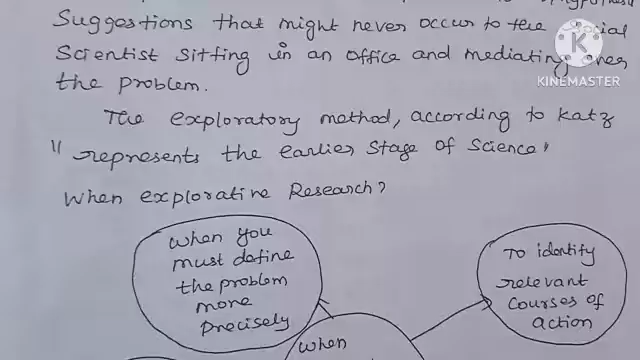 Suggestions that might never occur to the
Scientist sitting in an office and mediating
the problem.
The exploratory method, according to Katz
"represents the earlier stage of science"
When explorative Research?
When you
must define
the problem
more
precisely
To identify
relevant
courses of
action
when
K
KINEMASTER